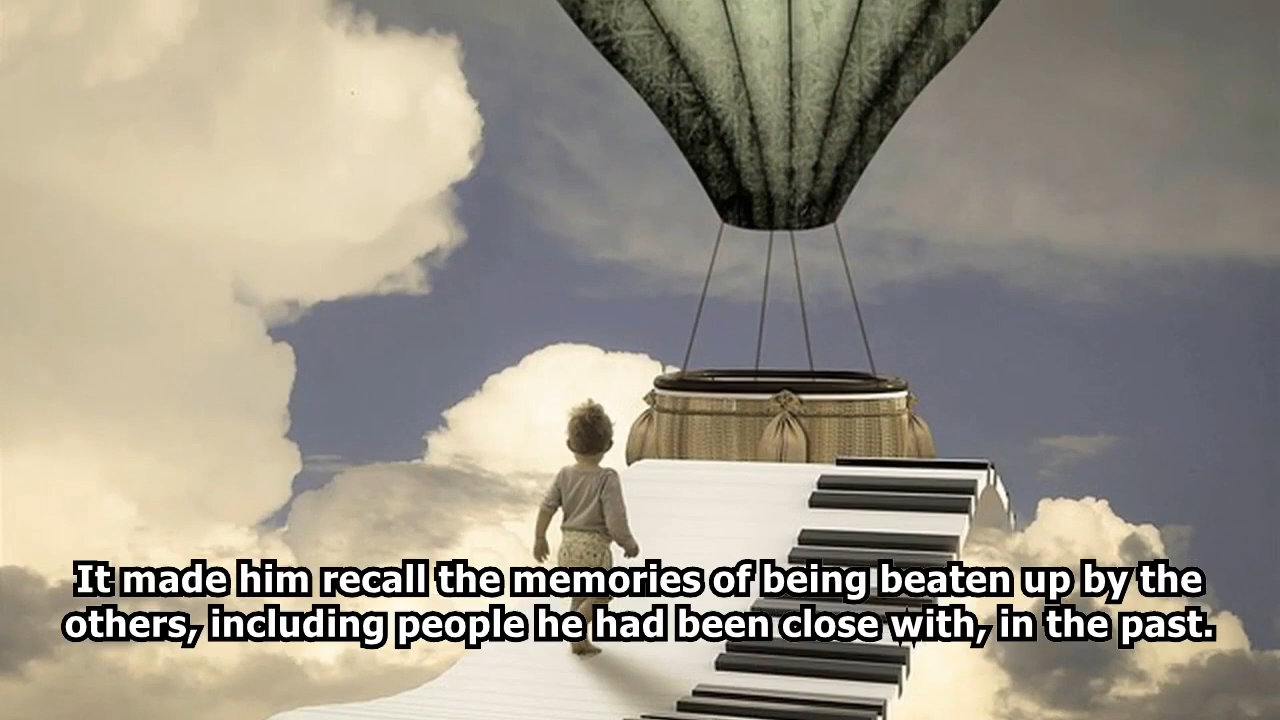 It made him recall the memories of being beaten up by the
others, including people he had been close with, in the past.